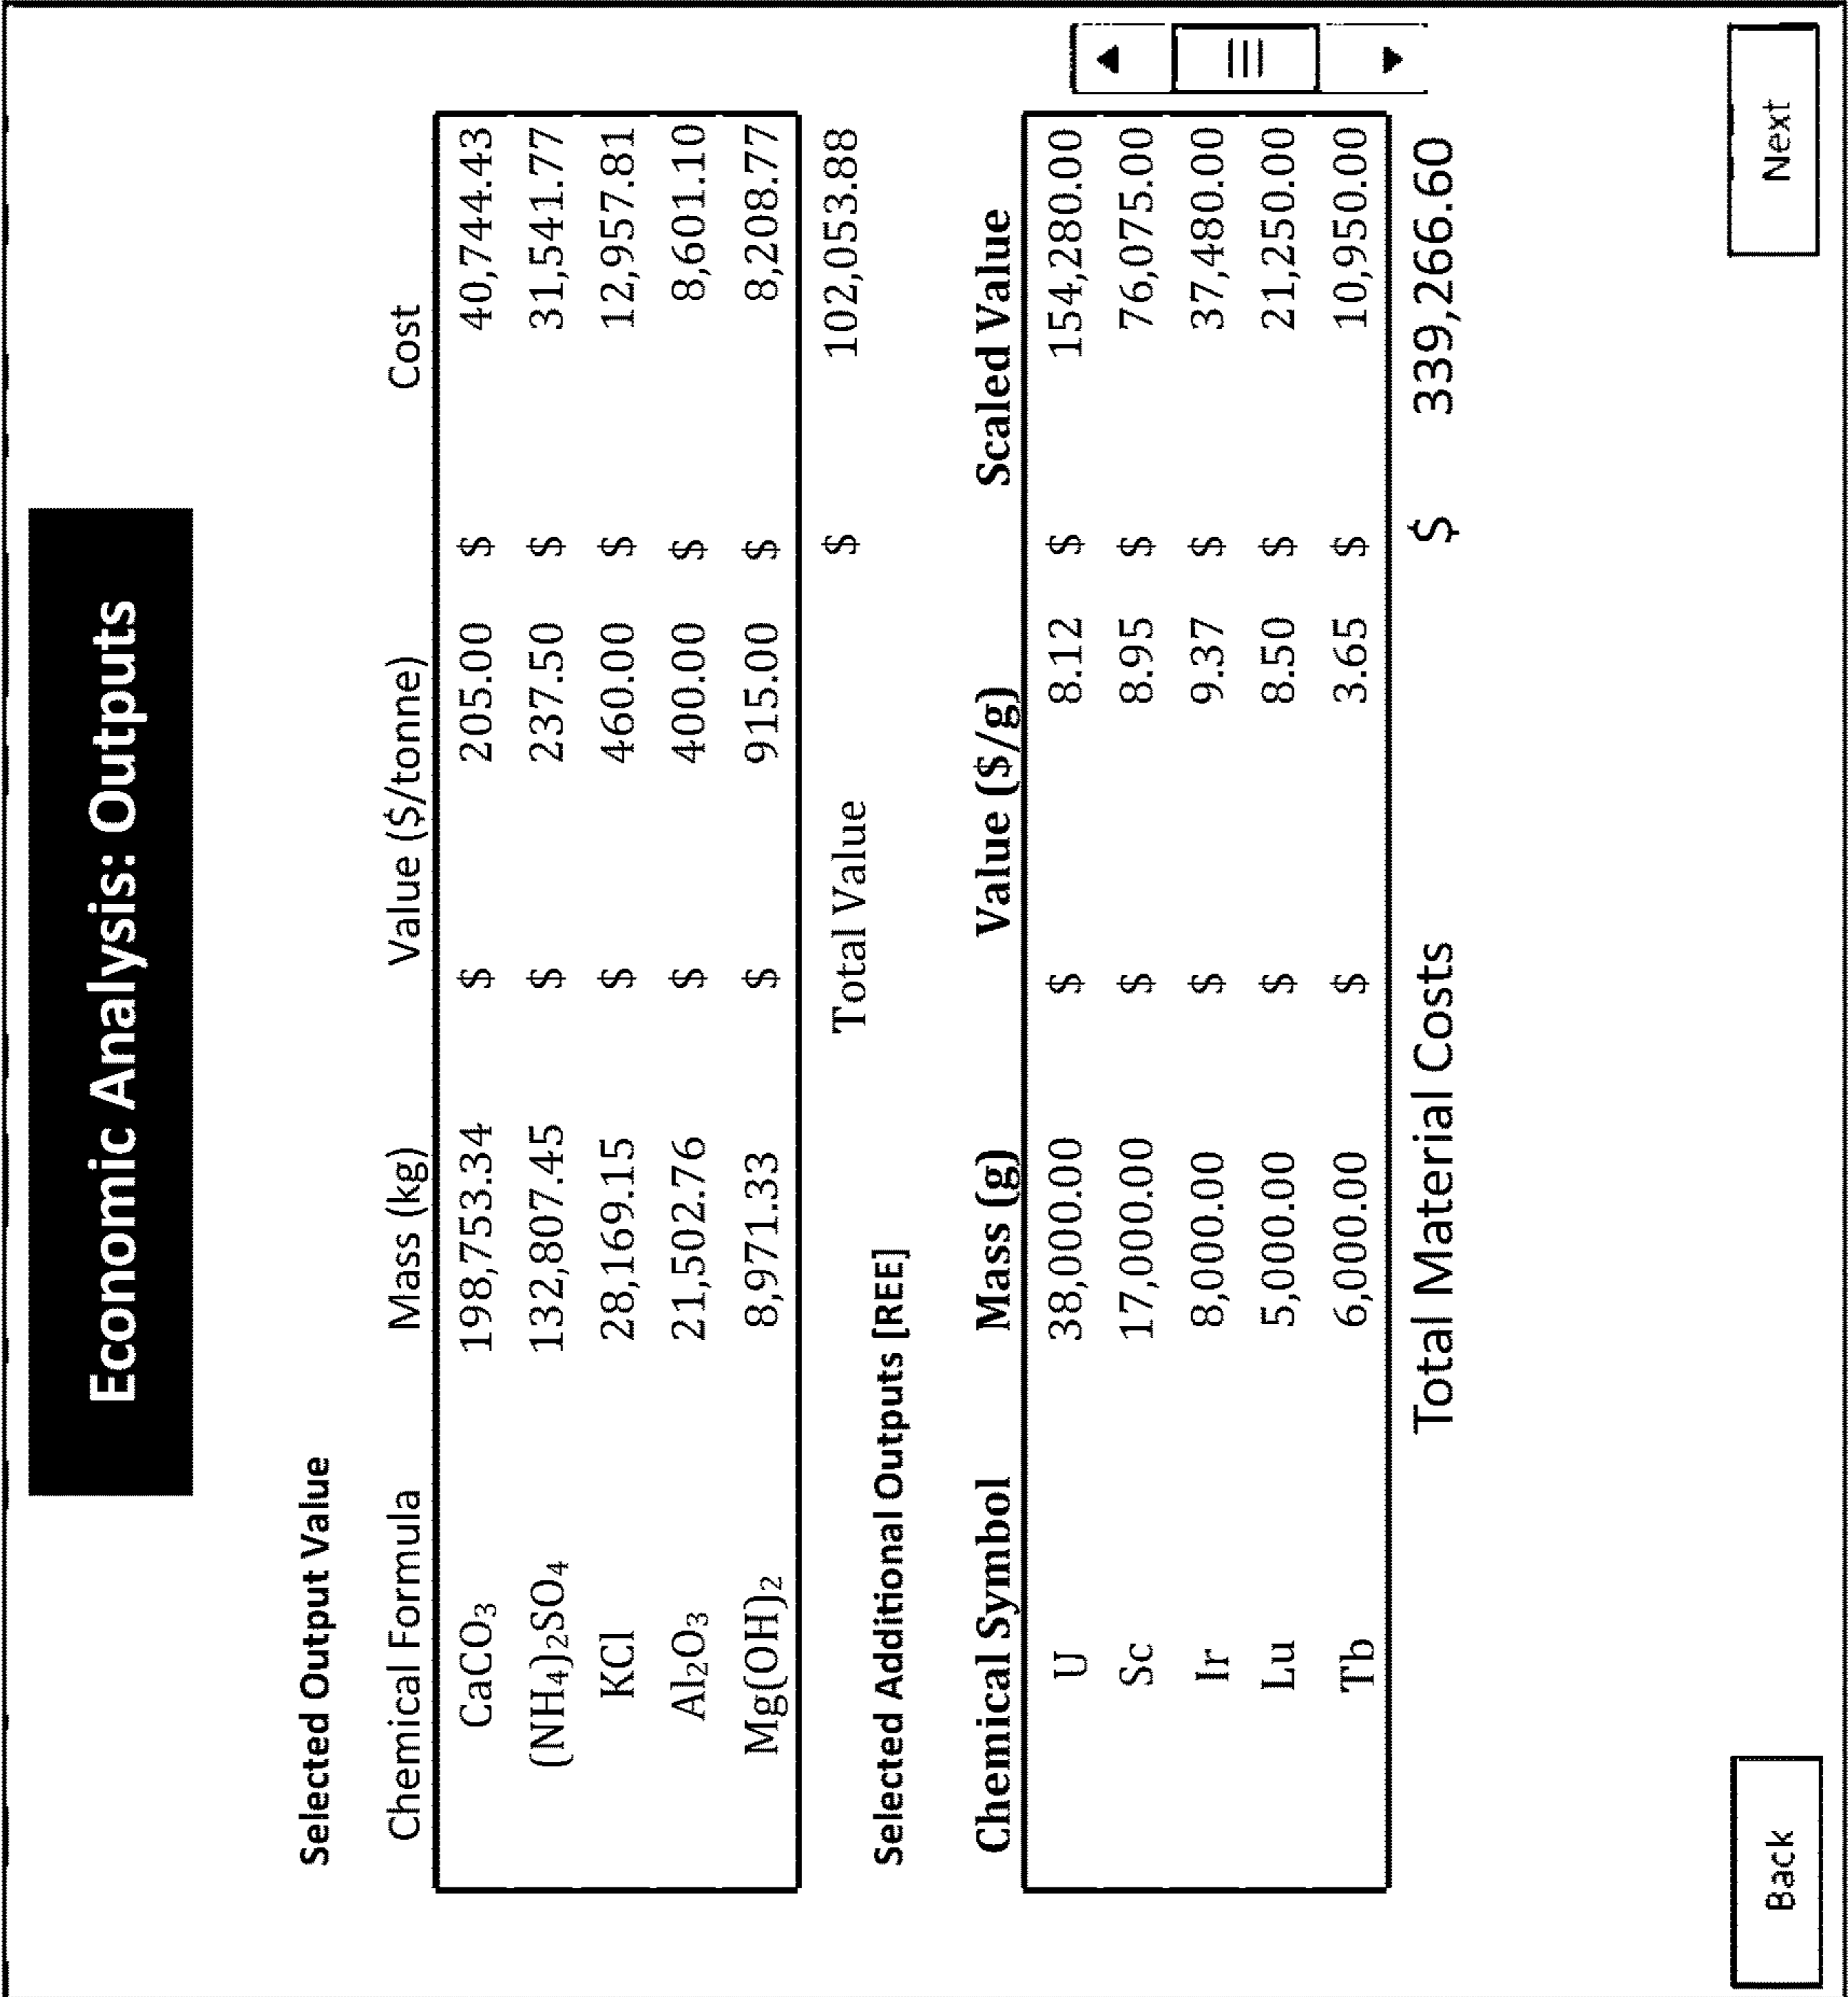 Economic Analysis: Outputs
Selected Output Value
Chemical Formula Mass (kg) Value ($/tonne) Cost
CaCO₃ 198,753.34 $ 205.00 $ 40,744.43
(NH₄)₂SO₄ 132,807.45 $ 237.50 $ 31,541.77
KCl 28,169.15 $ 460.00 $ 12,957.81
Al₂O₃ 21,502.76 $ 400.00 $ 8,601.10
Mg(OH)₂ 8,971.33 $ 915.00 $ 8,208.77
Total Value $ 102,053.88
Selected Additional Outputs [REE]
Chemical Symbol Mass (g) Value ($/g) Scaled Value
U 38,000.00 $ 8.12 $ 154,280.00
Sc 17,000.00 $ 8.95 $ 76,075.00
Ir 8,000.00 $ 9.37 $ 37,480.00
Lu 5,000.00 $ 8.50 $ 21,250.00
Tb 6,000.00 $ 3.65 $ 10,950.00
Total Material Costs $ 339,266.60
Back Next